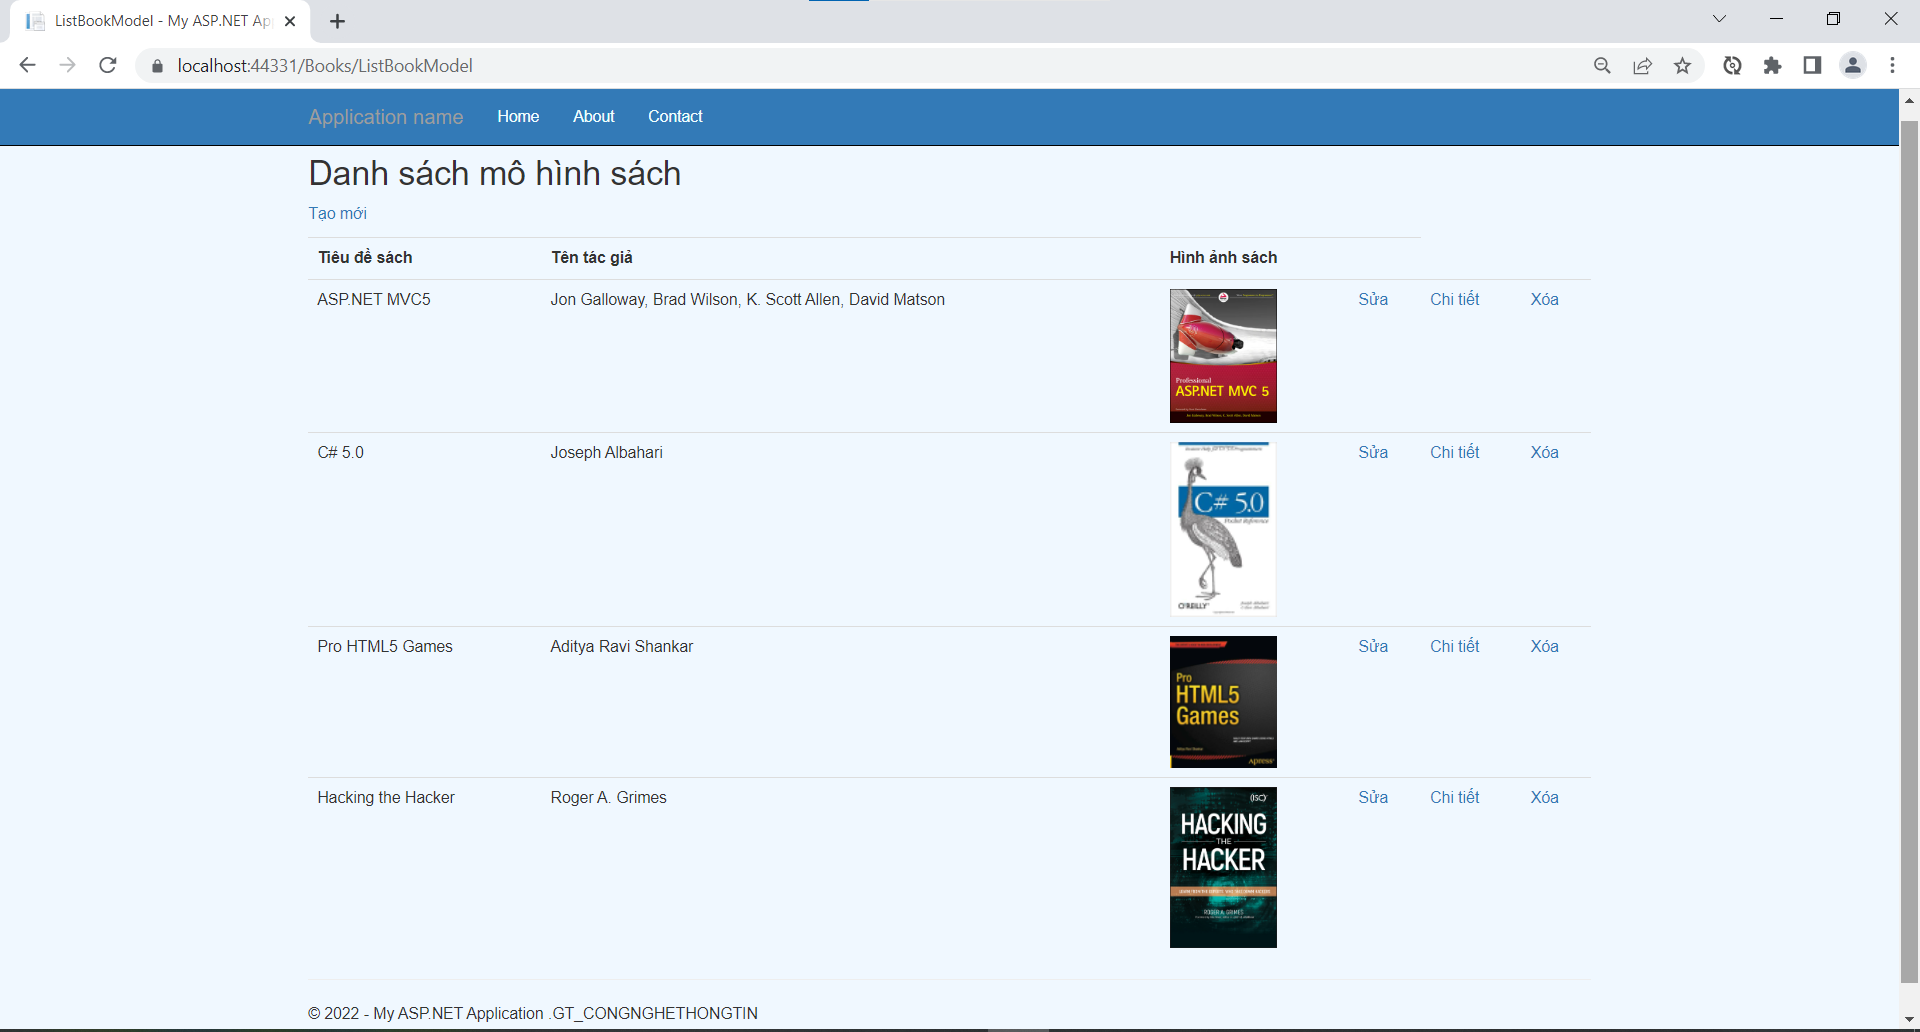 ListBookModel - My ASP.NET Ap
localhost:44331/Books/ListBookModel
Application name Home About Contact
Danh sách mô hình sách
Tạo mới
Tiêu đề sách Tên tác giả Hình ảnh sách
ASP.NET MVC5 Jon Galloway, Brad Wilson, K. Scott Allen, David Matson Sửa Chi tiết Xóa
Professional
ASP.NET MVC 5
C# 5.0 Joseph Albahari Sửa Chi tiết Xóa
C# 5.0
Pocket Reference
O'REILLY
Pro HTML5 Games Aditya Ravi Shankar Sửa Chi tiết Xóa
Pro
HTML5
Games
Apress
Hacking the Hacker Roger A. Grimes Sửa Chi tiết Xóa
(ISC)²
HACKING
THE
HACKER
ROGER A. GRIMES
© 2022 - My ASP.NET Application .GT_CONGNGHETHONGTIN